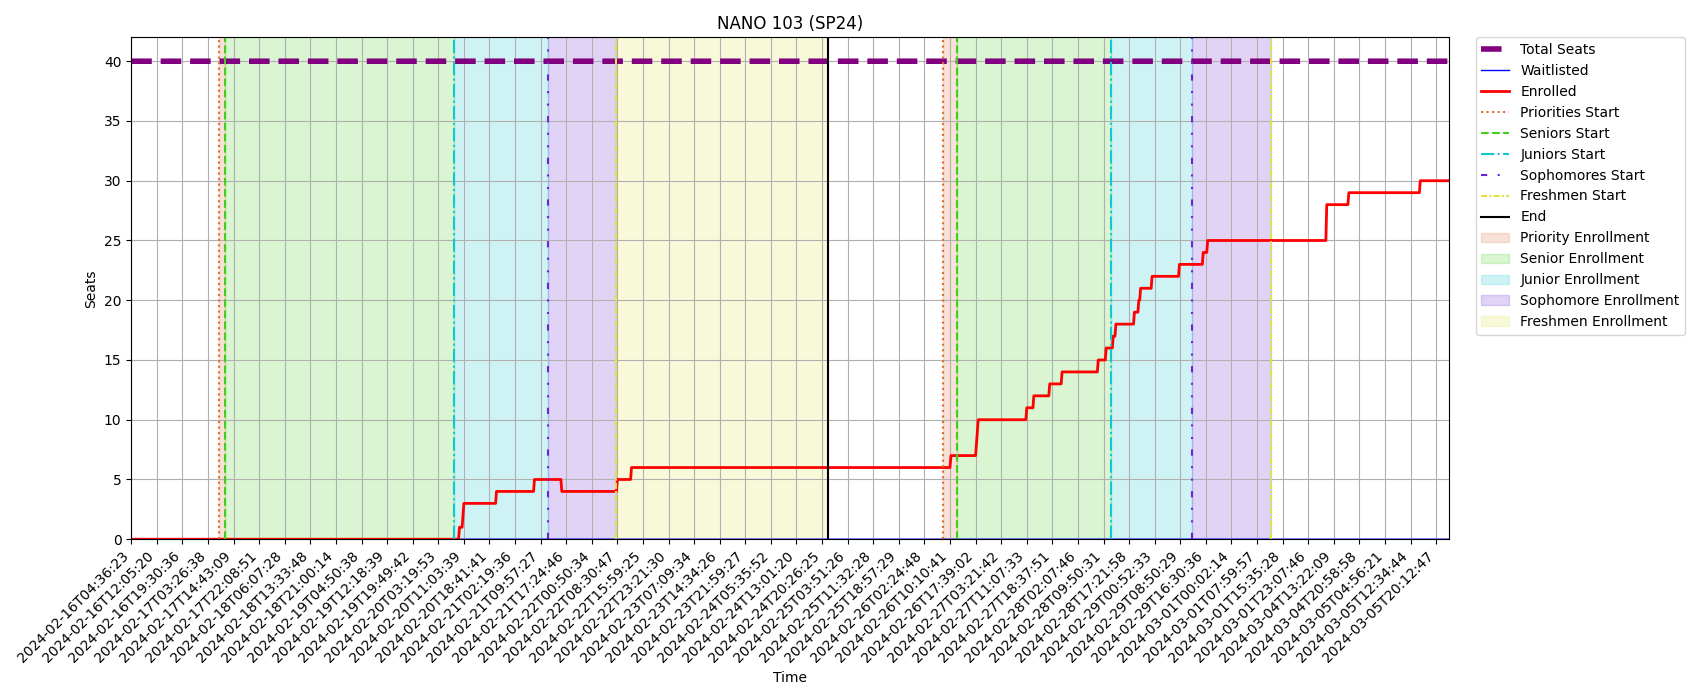 NANO 103 (SP24)
40
35
30
25
20
15
10
5
0
Seats
2024-02-16T04:36:23
2024-02-16T12:05:20
2024-02-16T19:30:36
2024-02-17T03:26:38
2024-02-17T14:43:09
2024-02-17T22:08:51
2024-02-18T06:07:28
2024-02-18T13:33:48
2024-02-18T21:00:14
2024-02-19T04:50:38
2024-02-19T12:18:39
2024-02-19T19:49:42
2024-02-20T03:19:53
2024-02-20T11:03:39
2024-02-20T18:41:41
2024-02-21T02:19:36
2024-02-21T09:57:27
2024-02-21T17:24:46
2024-02-22T00:50:34
2024-02-22T08:30:47
2024-02-22T15:59:25
2024-02-22T23:21:30
2024-02-23T07:09:34
2024-02-23T14:34:26
2024-02-23T21:59:27
2024-02-24T05:35:52
2024-02-24T13:01:20
2024-02-24T20:26:25
2024-02-25T03:51:26
2024-02-25T11:32:28
2024-02-25T18:57:29
2024-02-26T02:24:48
2024-02-26T10:10:41
2024-02-26T17:39:02
2024-02-27T03:21:42
2024-02-27T11:07:33
2024-02-27T18:37:51
2024-02-28T02:07:46
2024-02-28T09:50:31
2024-02-28T17:21:58
2024-02-29T00:52:33
2024-02-29T08:50:29
2024-02-29T16:30:36
2024-03-01T00:02:14
2024-03-01T07:59:57
2024-03-01T15:35:28
2024-03-01T23:07:46
2024-03-04T13:22:09
2024-03-04T20:58:58
2024-03-05T04:56:21
2024-03-05T12:34:44
2024-03-05T20:12:47
Time
Total Seats
Waitlisted
Enrolled
Priorities Start
Seniors Start
Juniors Start
Sophomores Start
Freshmen Start
End
Priority Enrollment
Senior Enrollment
Junior Enrollment
Sophomore Enrollment
Freshmen Enrollment